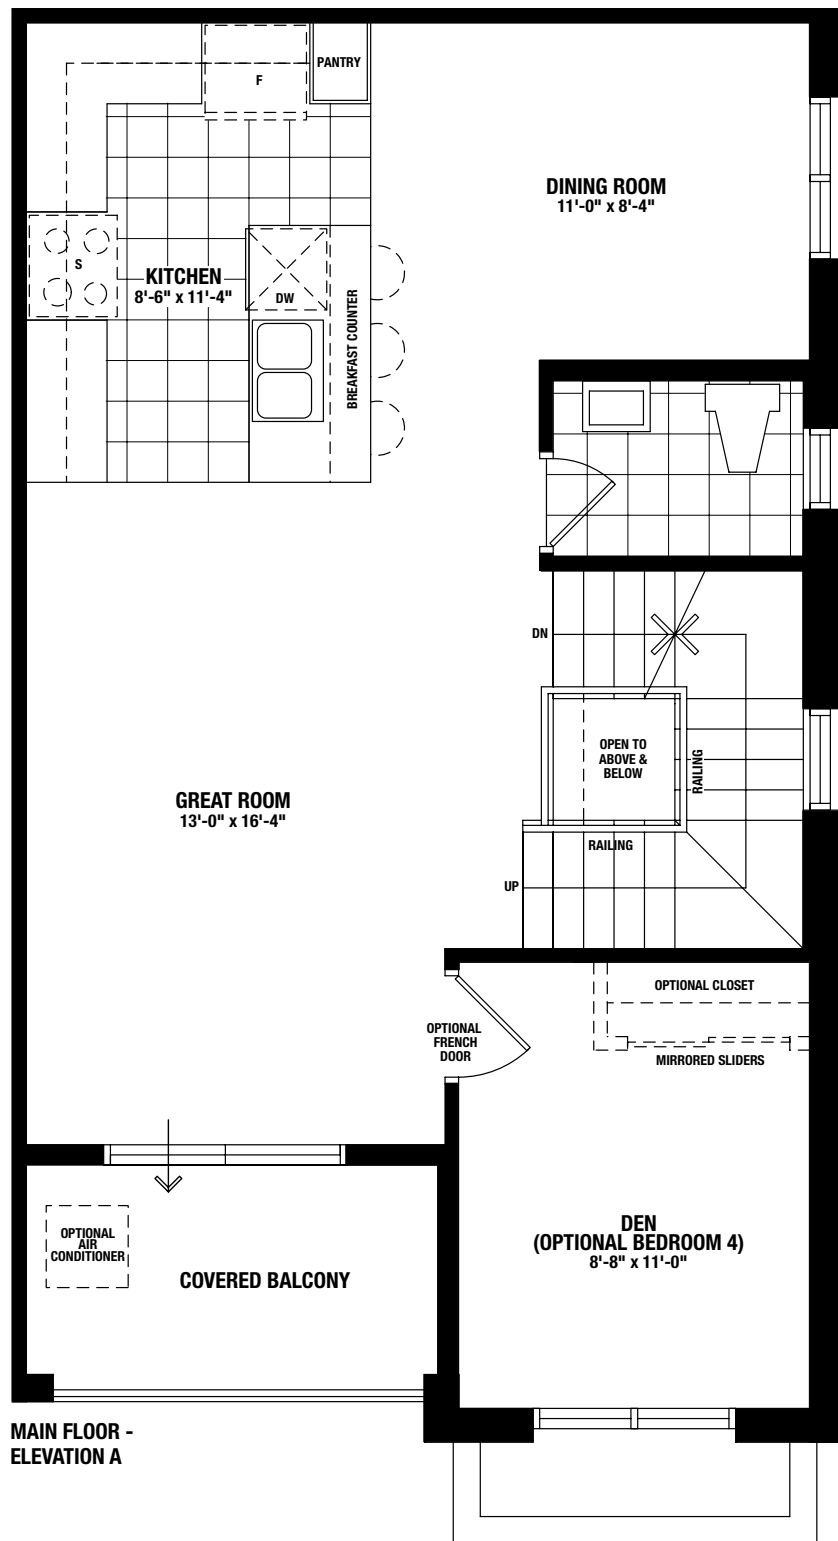 PANTRY
F
DINING ROOM
11'-0" x 8'-4"
S
KITCHEN
8'-6" x 11'-4"
DW
BREAKFAST COUNTER
DN
OPEN TO
ABOVE &
BELOW
RAILING
GREAT ROOM
13'-0" x 16'-4"
RAILING
UP
OPTIONAL CLOSET
OPTIONAL
FRENCH
DOOR
MIRRORED SLIDERS
DEN
(OPTIONAL BEDROOM 4)
8'-8" x 11'-0"
OPTIONAL
AIR
CONDITIONER
COVERED BALCONY
MAIN FLOOR -
ELEVATION A